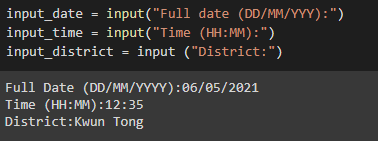 input_date = input("Full date (DD/MM/YYY):")
input_time = input("Time (HH:MM):")
input_district = input ("District:")
Full Date (DD/MM/YYYY):06/05/2021
Time (HH:MM):12:35
District:Kwun Tong